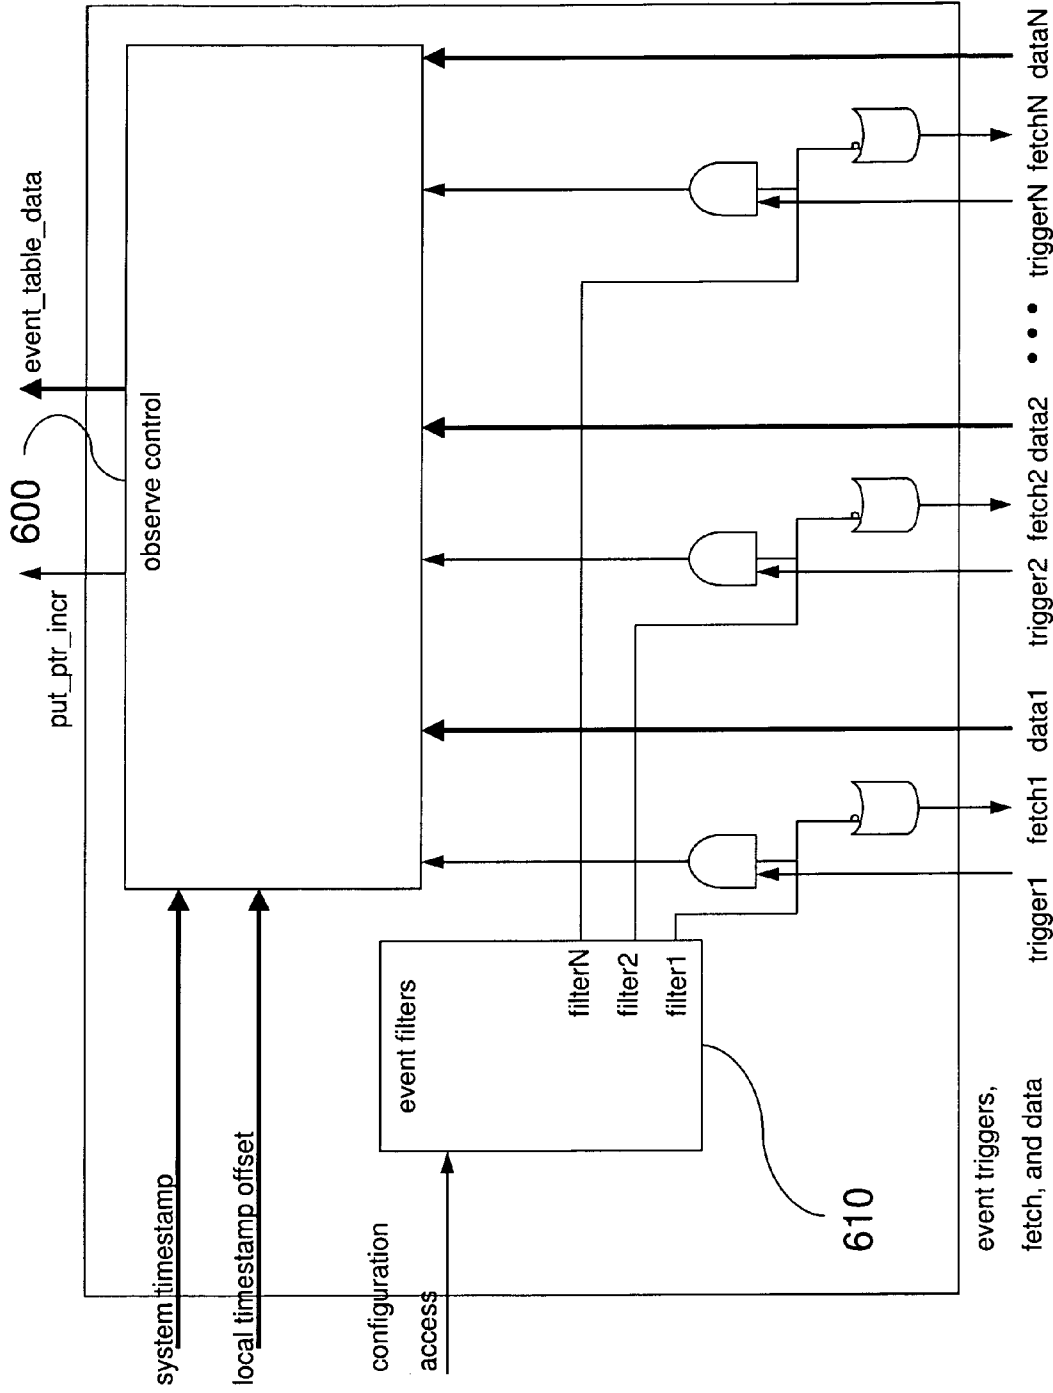 put_ptr_incr
event_table_data
600
observe control
system timestamp
local timestamp offset
configuration
access
event filters
filterN
filter2
filter1
610
event triggers,
fetch, and data
trigger1
fetch1
data1
trigger2
fetch2
data2
• • •
triggerN
fetchN
dataN